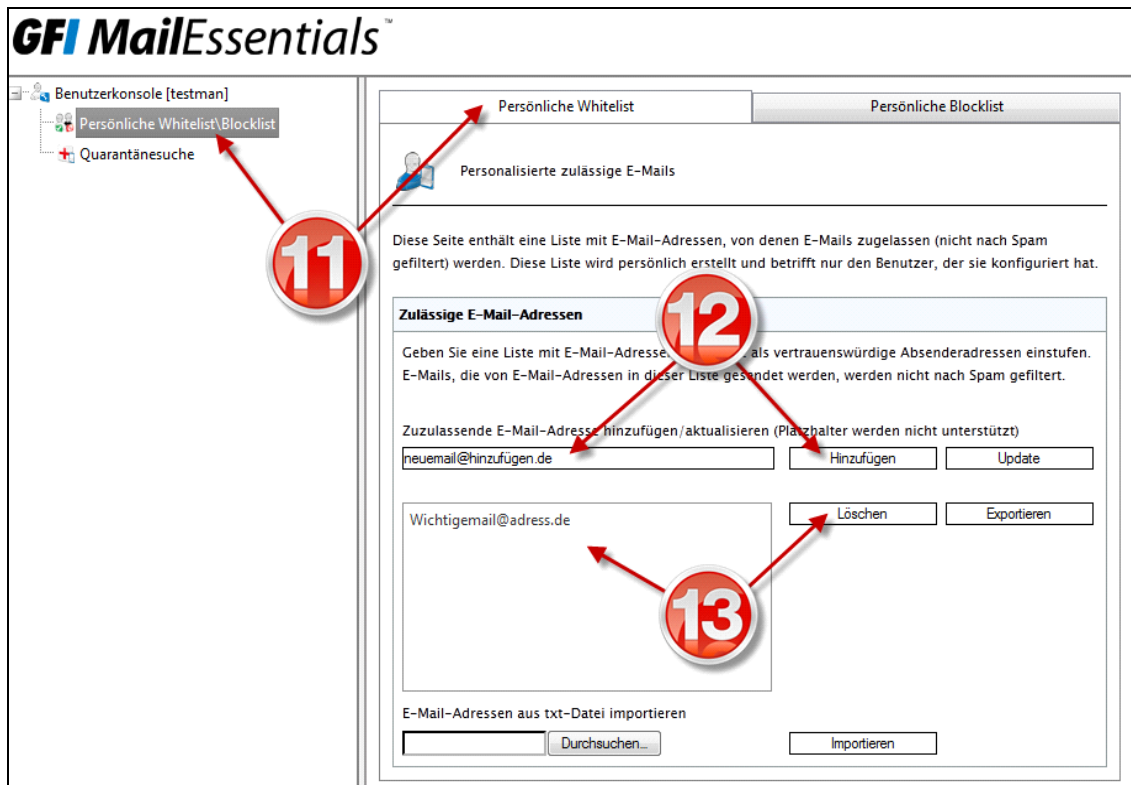 GFI MailEssentials™
Benutzerkonsole [testman]
Persönliche Whitelist\Blocklist
Quarantänesuche
Persönliche Whitelist
Persönliche Blocklist
Personalisierte zulässige E-Mails
11
Diese Seite enthält eine Liste mit E-Mail-Adressen, von denen E-Mails zugelassen (nicht nach Spam
gefiltert) werden. Diese Liste wird persönlich erstellt und betrifft nur den Benutzer, der sie konfiguriert hat.
12
Zulässige E-Mail-Adressen
Geben Sie eine Liste mit E-Mail-Adressen als vertrauenswürdige Absenderadressen einstufen.
E-Mails, die von E-Mail-Adressen in dieser Liste gesendet werden, werden nicht nach Spam gefiltert.
Zuzulassende E-Mail-Adresse hinzufügen/aktualisieren (Platzhalter werden nicht unterstützt)
neuemail@hinzufügen.de
Hinzufügen
Update
Wichtigemail@adress.de
Löschen
Exportieren
13
E-Mail-Adressen aus txt-Datei importieren
Durchsuchen...
Importieren